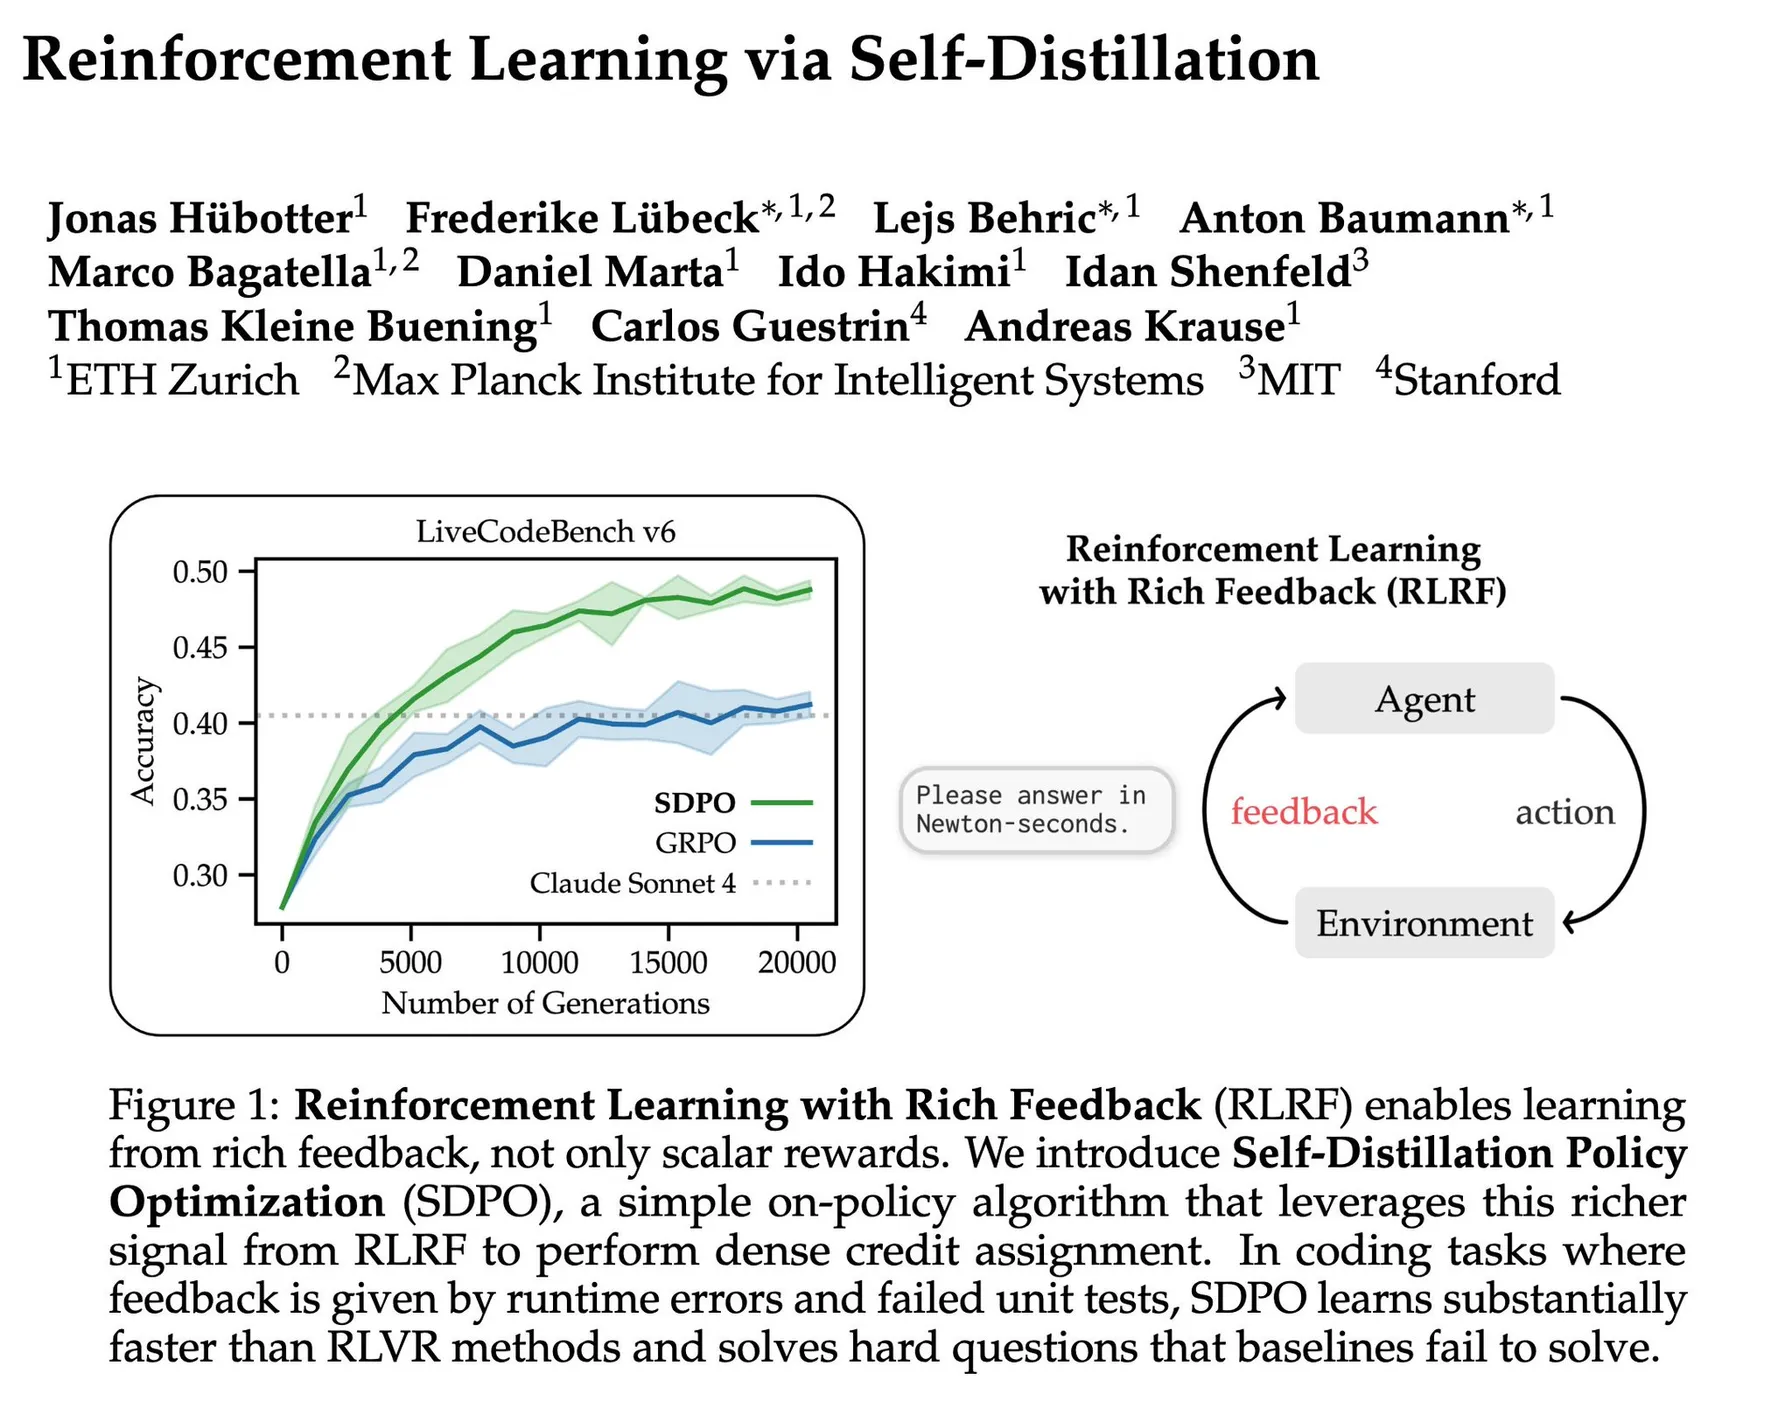 Reinforcement Learning via Self-Distillation
Jonas Hübotter1 Frederike Lübeck*,1,2 Lejs Behric*,1 Anton Baumann*,1
Marco Bagatella1,2 Daniel Marta1 Ido Hakimi1 Idan Shenfeld3
Thomas Kleine Buening1 Carlos Guestrin4 Andreas Krause1
1ETH Zurich 2Max Planck Institute for Intelligent Systems 3MIT 4Stanford
LiveCodeBench v6
0.50
0.45
0.40
0.35
0.30
Accuracy
SDPO
GRPO
Claude Sonnet 4
0 5000 10000 15000 20000
Number of Generations
Reinforcement Learning
with Rich Feedback (RLRF)
Agent
Please answer in
Newton-seconds.
feedback
action
Environment
Figure 1: Reinforcement Learning with Rich Feedback (RLRF) enables learning
from rich feedback, not only scalar rewards. We introduce Self-Distillation Policy
Optimization (SDPO), a simple on-policy algorithm that leverages this richer
signal from RLRF to perform dense credit assignment. In coding tasks where
feedback is given by runtime errors and failed unit tests, SDPO learns substantially
faster than RLVR methods and solves hard questions that baselines fail to solve.